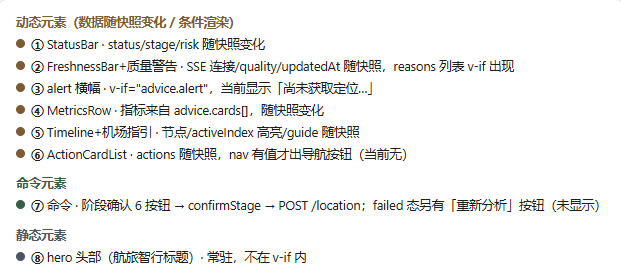 动态元素（数据随快照变化 / 条件渲染）
① StatusBar · status/stage/risk 随快照变化
② FreshnessBar+质量警告 · SSE 连接/quality/updatedAt 随快照，reasons 列表 v-if 出现
③ alert 横幅 · v-if="advice.alert"，当前显示「尚未获取定位...」
④ MetricsRow · 指标来自 advice.cards[]，随快照变化
⑤ Timeline+机场指引 · 节点/activeIndex 高亮/guide 随快照
⑥ ActionCardList · actions 随快照，nav 有值才出导航按钮（当前无）
命令元素
⑦ 命令 · 阶段确认 6 按钮 → confirmStage → POST /location；failed 态另有「重新分析」按钮（未显示）
静态元素
⑧ hero 头部（航旅智行标题）· 常驻，不在 v-if 内